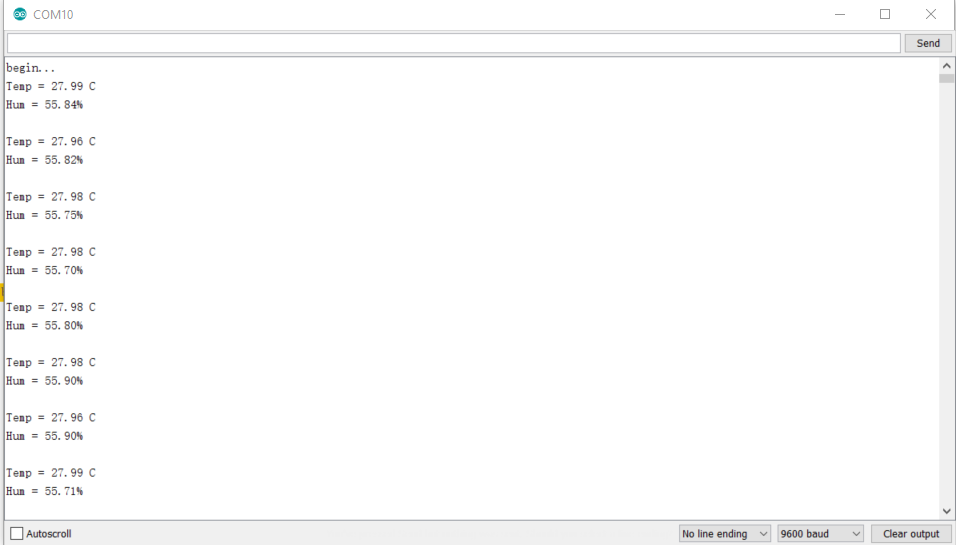 COM10
Send
begin...
Temp = 27.99 C
Hum = 55.84%
Temp = 27.96 C
Hum = 55.82%
Temp = 27.98 C
Hum = 55.75%
Temp = 27.98 C
Hum = 55.70%
Temp = 27.98 C
Hum = 55.80%
Temp = 27.98 C
Hum = 55.90%
Temp = 27.96 C
Hum = 55.90%
Temp = 27.99 C
Hum = 55.71%
Autoscroll No line ending 9600 baud Clear output